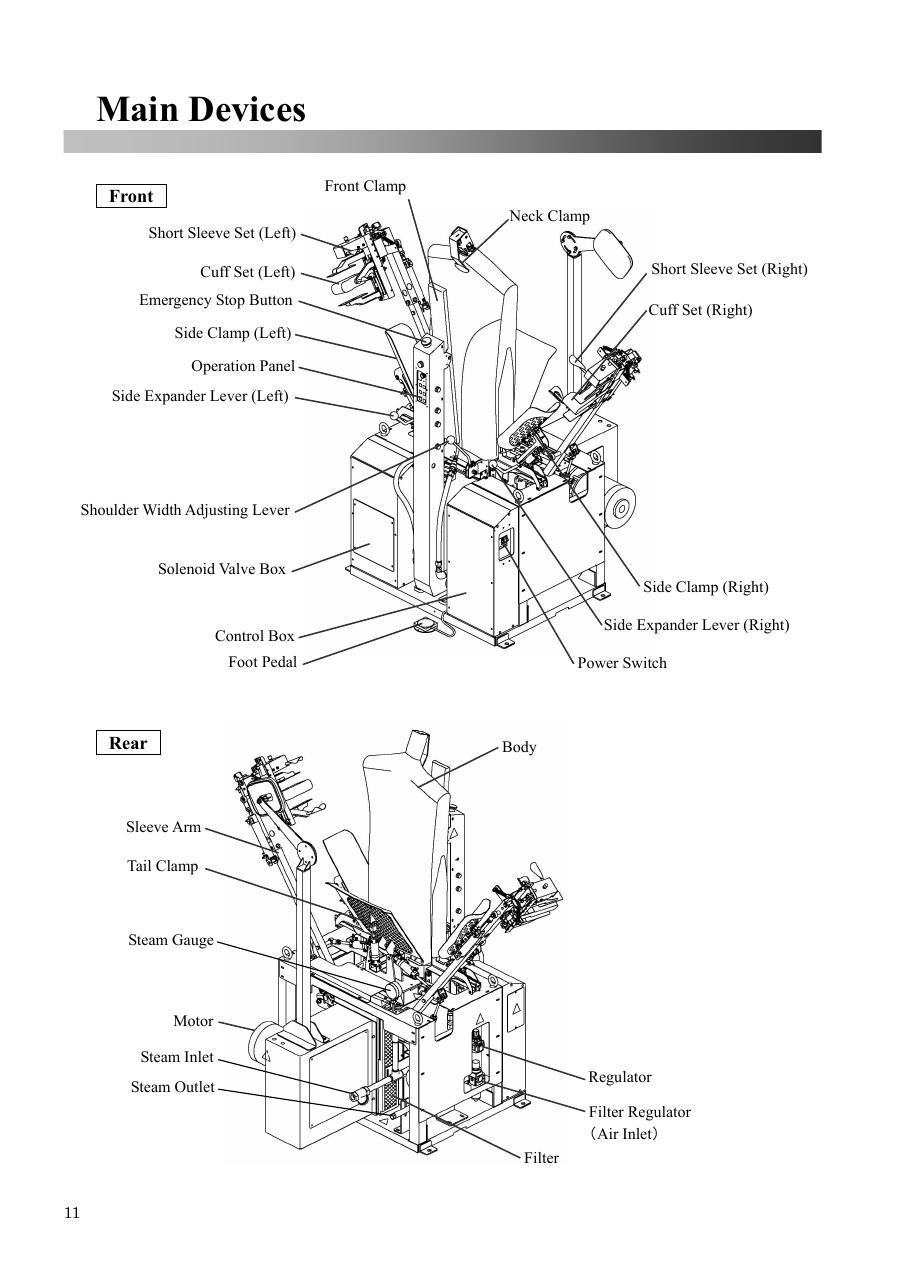 Main Devices
Front
Front Clamp
Neck Clamp
Short Sleeve Set (Left)
Cuff Set (Left)
Emergency Stop Button
Side Clamp (Left)
Operation Panel
Side Expander Lever (Left)
Short Sleeve Set (Right)
Cuff Set (Right)
Shoulder Width Adjusting Lever
Solenoid Valve Box
Control Box
Foot Pedal
Side Clamp (Right)
Side Expander Lever (Right)
Power Switch
Rear
Body
Sleeve Arm
Tail Clamp
Steam Gauge
Motor
Steam Inlet
Steam Outlet
Regulator
Filter Regulator
（Air Inlet）
Filter
11